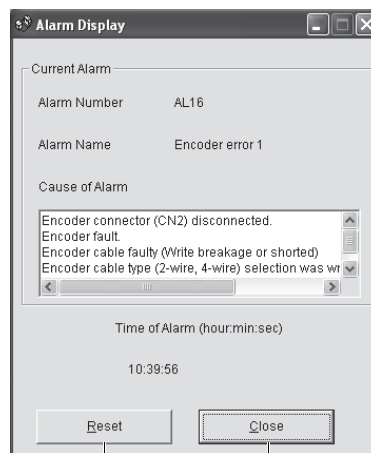 Alarm Display
Current Alarm
Alarm Number AL16
Alarm Name Encoder error 1
Cause of Alarm
Encoder connector (CN2) disconnected.
Encoder fault.
Encoder cable faulty (Write breakage or shorted)
Encoder cable type (2-wire, 4-wire) selection was
Time of Alarm (hour:min:sec)
10:39:56
Reset Close